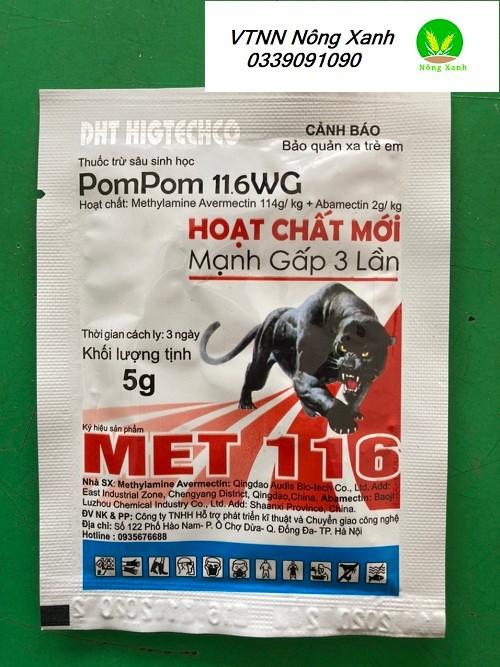 VTNN Nông Xanh
0339091090
Nông Xanh
DHT HIGTECHCO
CẢNH BÁO
Bảo quản xa trẻ em
Thuốc trừ sâu sinh học
PomPom 11.6WG
Hoạt chất: Methylamine Avermectin 114g/ kg + Abamectin 2g/ kg
HOẠT CHẤT MỚI
Mạnh Gấp 3 Lần
Thời gian cách ly: 3 ngày
Khối lượng tịnh
5g
Ký hiệu sản phẩm
MET 116
Nhà SX: Methylamine Avermectin: Qingdao Audis Bio-tech Co., Ltd. Add:
East Industrial Zone, Chengyang District, Qingdao,China. Abamectin: Baoji
Luzhou Chemical Industry Co., Ltd. Add: Shaanxi Province, China.
ĐV NK & PP: Công ty TNHH Hỗ trợ phát triển kĩ thuật và Chuyển giao công nghệ
Địa chỉ: Số 122 Phố Hào Nam- P. Ô Chợ Dừa- Q. Đống Đa- TP. Hà Nội
Hotline : 0935676688